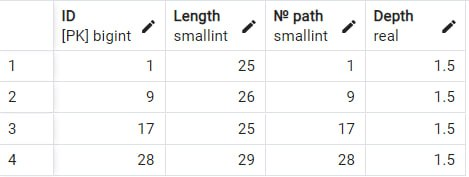 ID Length № path Depth
[PK] bigint smallint smallint real
1 1 25 1 1.5
2 9 26 9 1.5
3 17 25 17 1.5
4 28 29 28 1.5